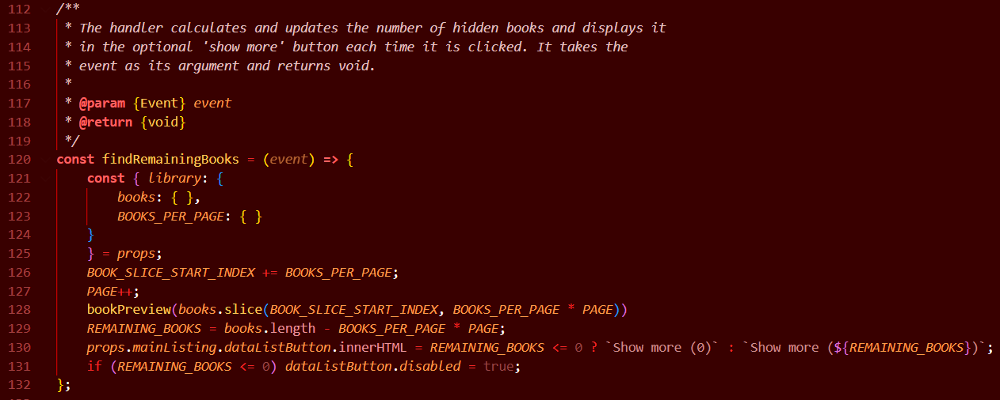 112 /**
113  * The handler calculates and updates the number of hidden books and displays it
114  * in the optional 'show more' button each time it is clicked. It takes the
115  * event as its argument and returns void.
116  *
117  * @param {Event} event
118  * @return {void}
119  */
120 const findRemainingBooks = (event) => {
121     const { library: {
122         books: { },
123         BOOKS_PER_PAGE: { }
124     }
125     } = props;
126     BOOK_SLICE_START_INDEX += BOOKS_PER_PAGE;
127     PAGE++;
128     bookPreview(books.slice(BOOK_SLICE_START_INDEX, BOOKS_PER_PAGE * PAGE))
129     REMAINING_BOOKS = books.length - BOOKS_PER_PAGE * PAGE;
130     props.mainListing.dataListButton.innerHTML = REMAINING_BOOKS <= 0 ? `Show more (0)` : `Show more (${REMAINING_BOOKS})`;
131     if (REMAINING_BOOKS <= 0) dataListButton.disabled = true;
132 };